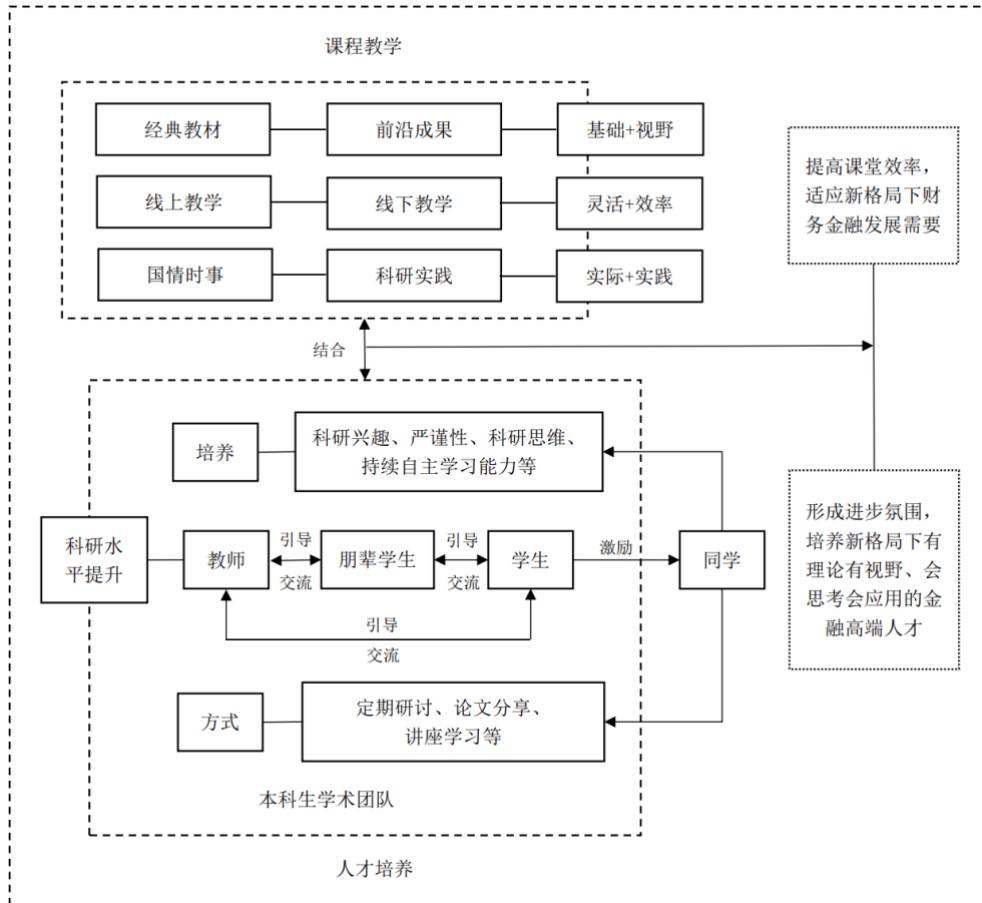 课程教学
经典教材
前沿成果
基础+视野
线上教学
线下教学
灵活+效率
国情时事
科研实践
实际+实践
提高课堂效率，
适应新格局下财
务金融发展需要
结合
培养
科研兴趣、严谨性、科研思维、
持续自主学习能力等
科研水
平提升
教师
引导
交流
朋辈学生
引导
交流
学生
激励
同学
引导
交流
形成进步氛围，
培养新格局下有
理论有视野、会
思考会应用的金
融高端人才
方式
定期研讨、论文分享、
讲座学习等
本科生学术团队
人才培养